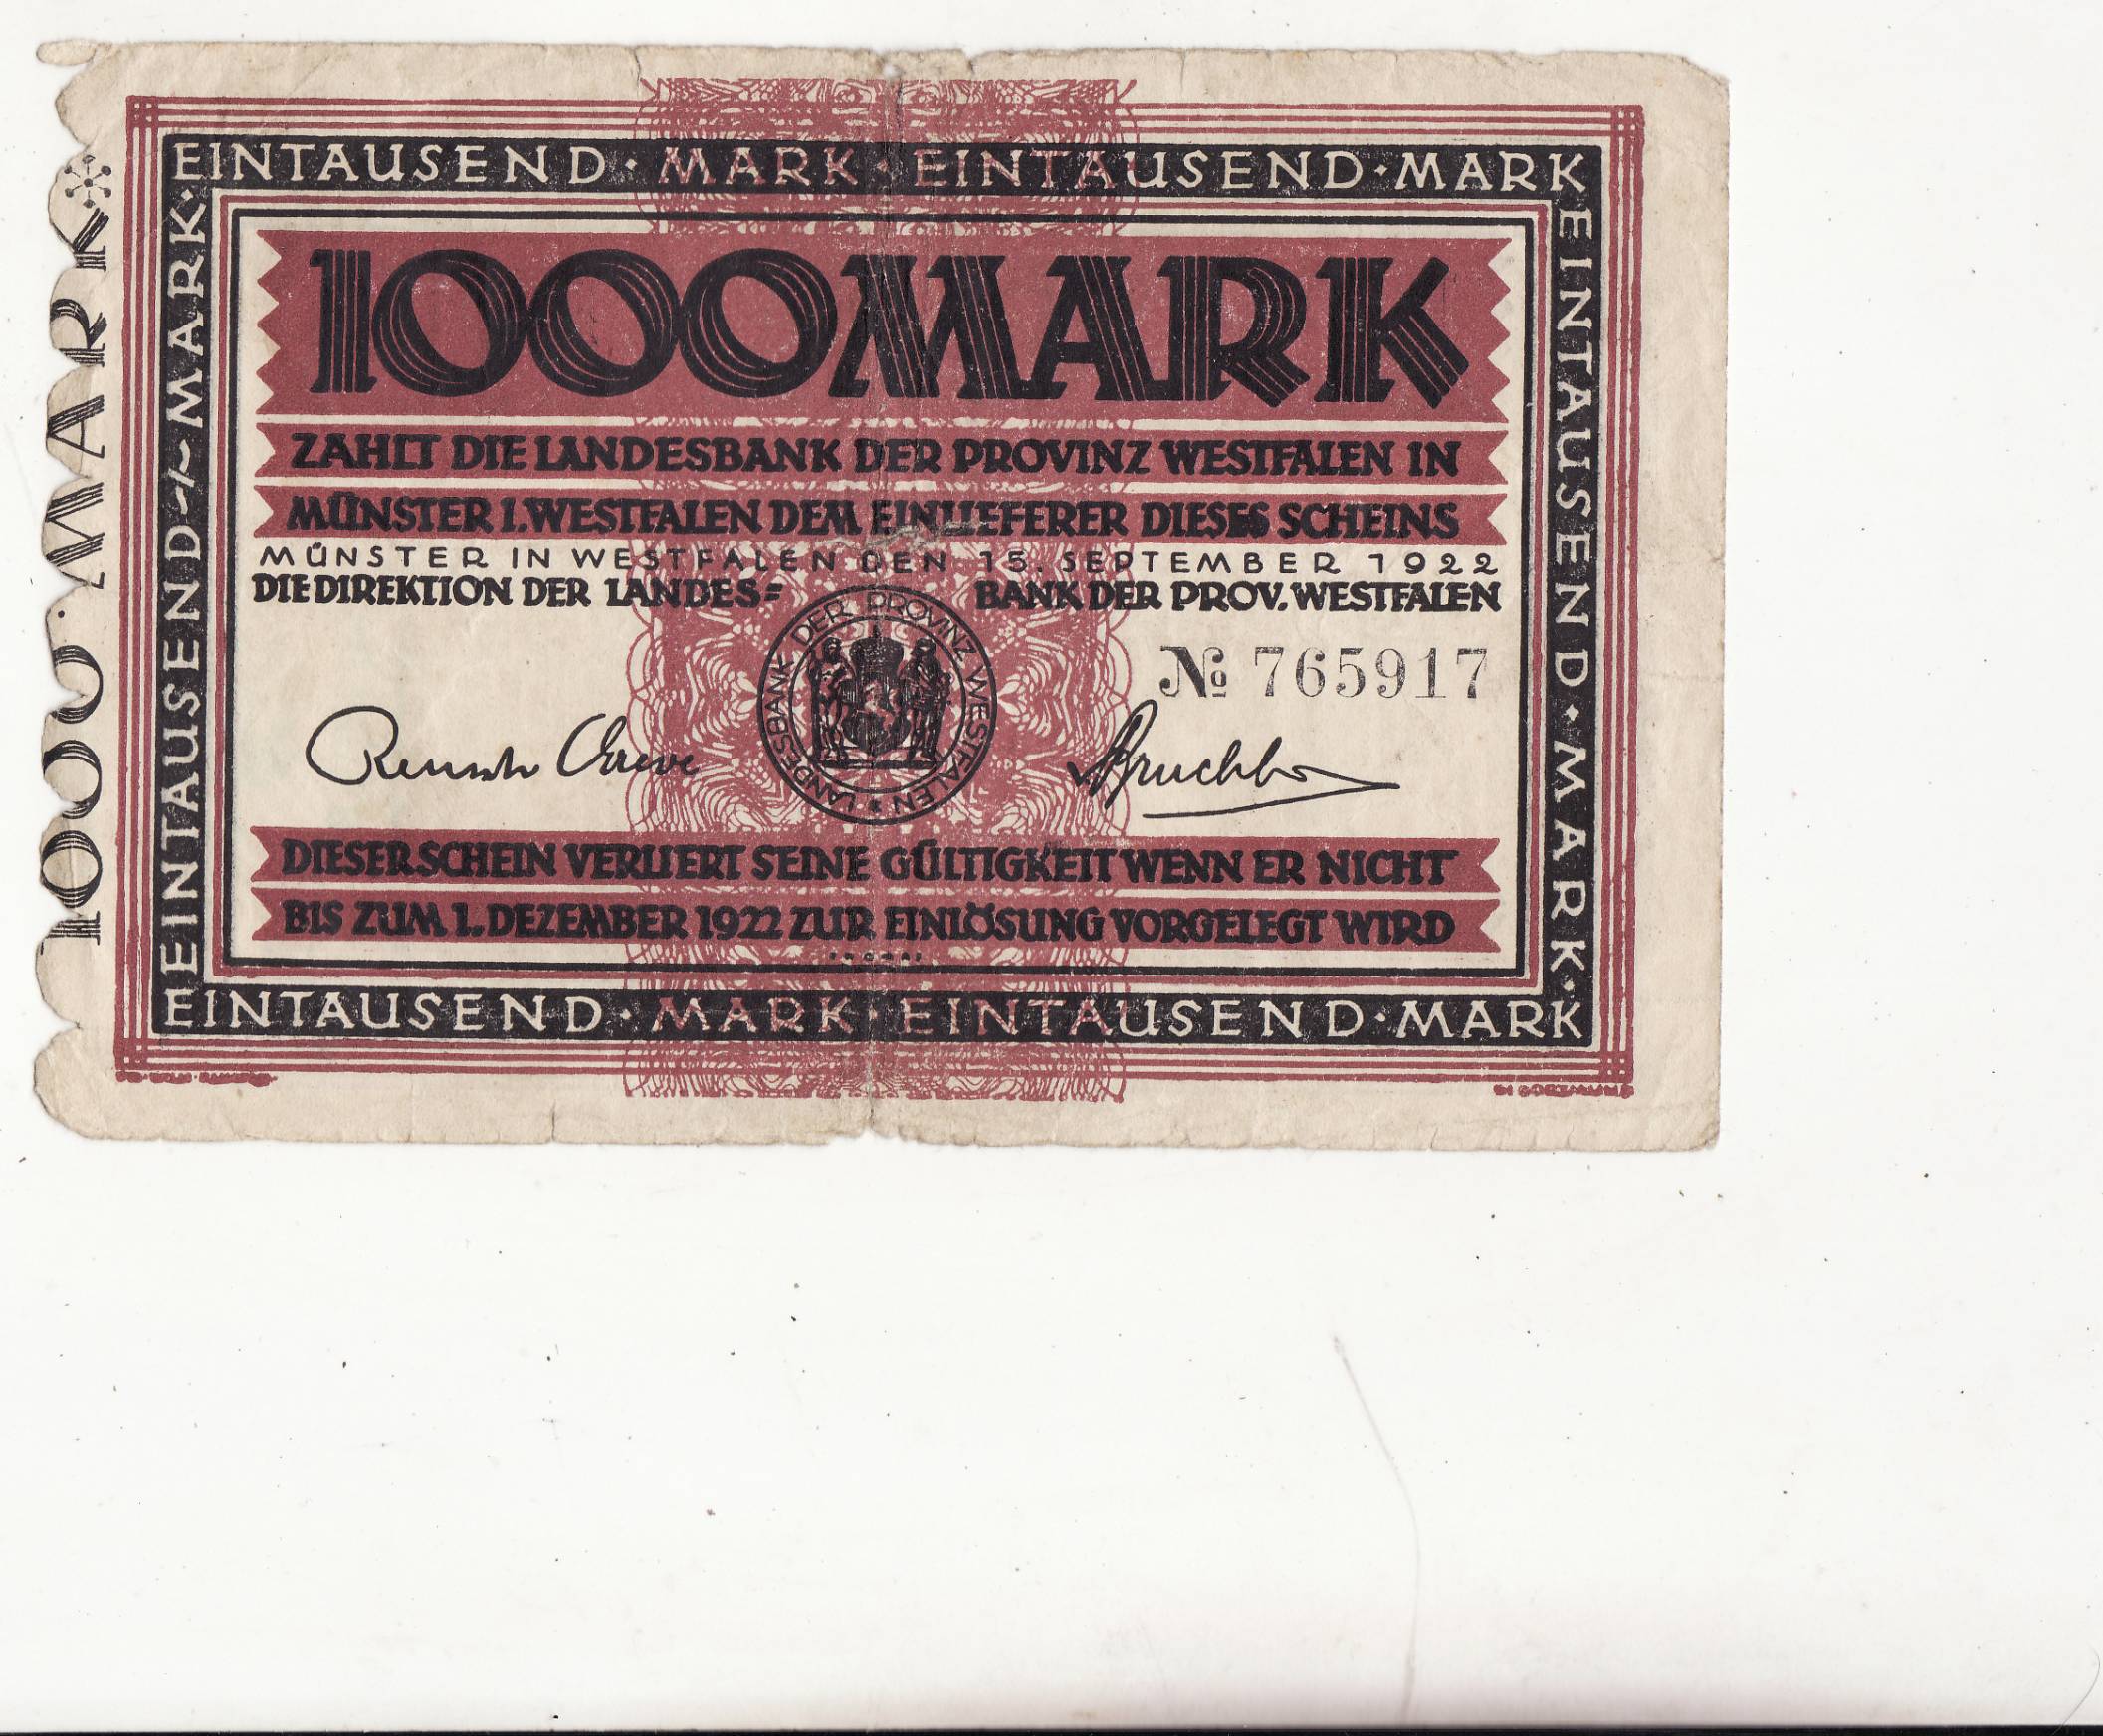 EINTAUSEND · MARK · EINTAUSEND · MARK
EINTAUSEND · MARK ·
1000 MARK
ZAHLT DIE LANDESBANK DER PROVINZ WESTFALEN IN
MÜNSTER I. WESTFALEN DEM EINLIEFERER DIESES SCHEINS
MÜNSTER IN WESTFALEN DEN 15. SEPTEMBER 1922
DIE DIREKTION DER LANDES=BANK DER PROV. WESTFALEN
LANDESBANK DER PROVINZ WESTFALEN *
№ 765917
DIESER SCHEIN VERLIERT SEINE GÜLTIGKEIT WENN ER NICHT
BIS ZUM 1. DEZEMBER 1922 ZUR EINLÖSUNG VORGELEGT WIRD
EINTAUSEND · MARK · EINTAUSEND · MARK
EINTAUSEND ~ MARK ·
1000 · MARK *